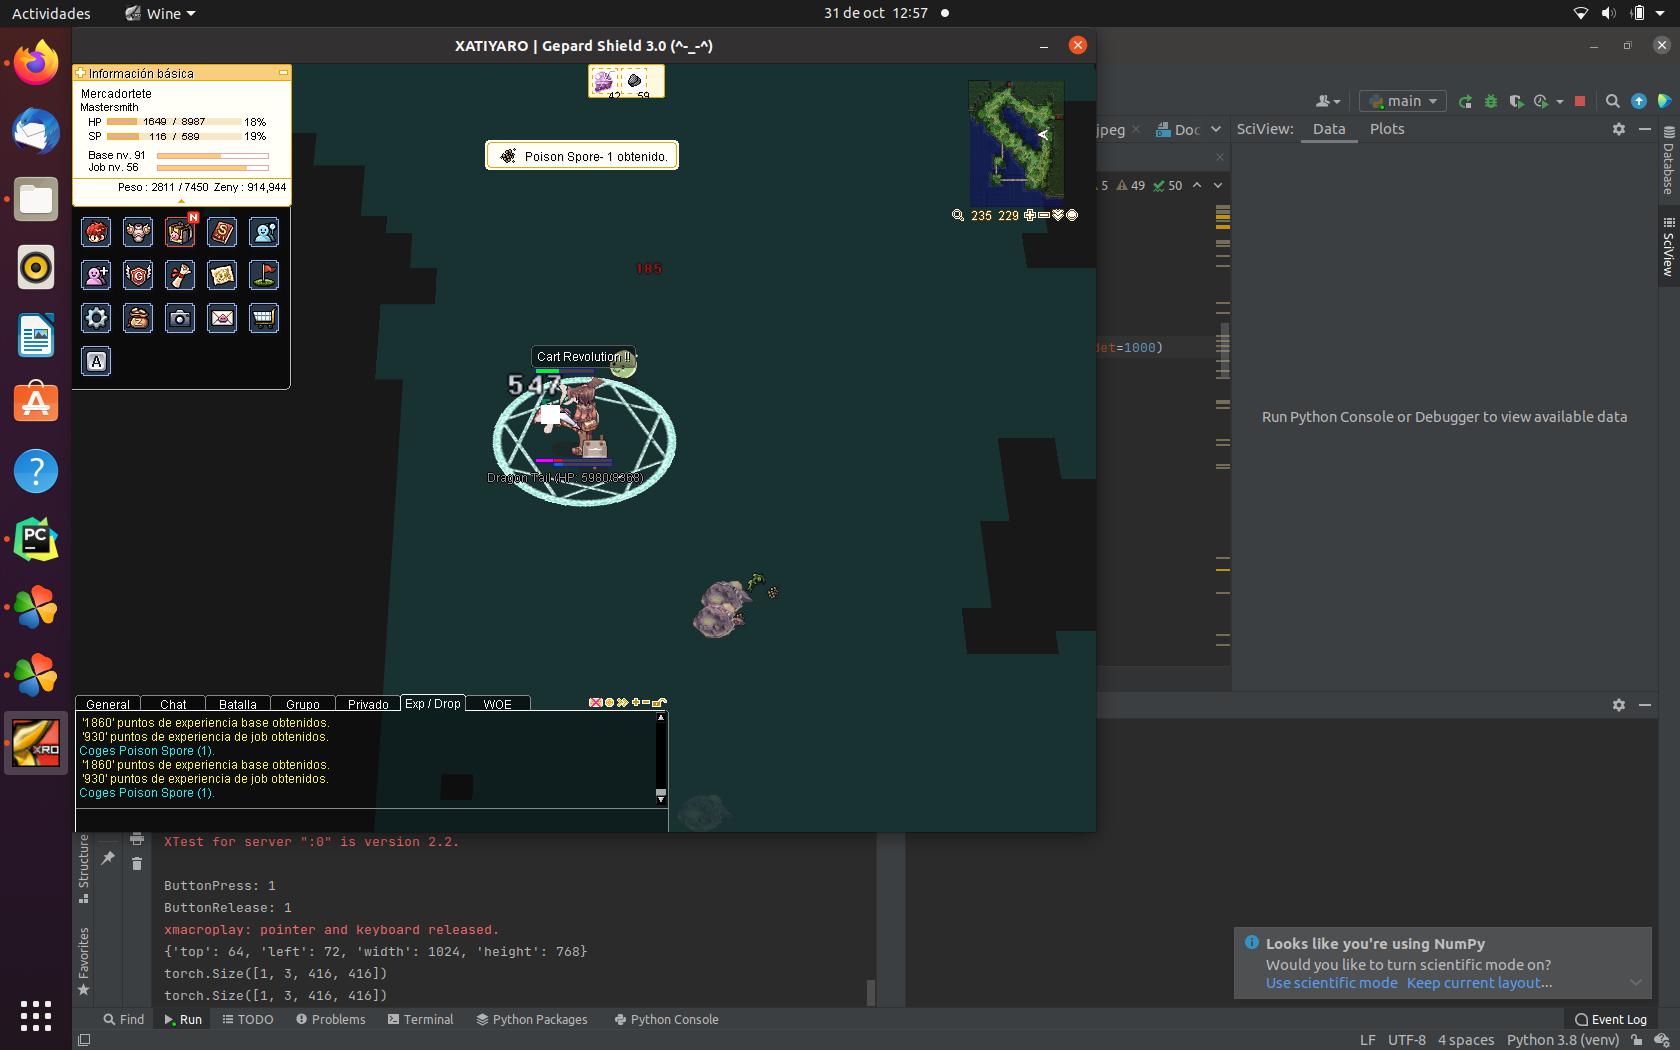 Actividades
Wine
31 de oct 12:57
XATIYARO | Gepard Shield 3.0 (^-_-^)
Información básica
Mercadortete
Mastersmith
HP 1649 / 8987 18%
SP 116 / 589 19%
Base nv. 91
Job nv. 56
Peso : 2811 / 7450 Zeny : 914,944
N
S
G
A
42 59
Poison Spore- 1 obtenido.
235 229
185
Cart Revolution !!
547
Dragon Tail (HP: 5980/8368)
General
Chat
Batalla
Grupo
Privado
Exp / Drop
WOE
'1860' puntos de experiencia base obtenidos.
'930' puntos de experiencia de job obtenidos.
Coges Poison Spore (1).
'1860' puntos de experiencia base obtenidos.
'930' puntos de experiencia de job obtenidos.
Coges Poison Spore (1).
main
jpeg
Doc
SciView:
Data
Plots
5 49 50
det=1000)
Run Python Console or Debugger to view available data
Database
SciView
PC
XRO
Structure
Favorites
XTest for server ":0" is version 2.2.
ButtonPress: 1
ButtonRelease: 1
xmacroplay: pointer and keyboard released.
{'top': 64, 'left': 72, 'width': 1024, 'height': 768}
torch.Size([1, 3, 416, 416])
torch.Size([1, 3, 416, 416])
Looks like you're using NumPy
Would you like to turn scientific mode on?
Use scientific mode Keep current layout...
Find
Run
TODO
Problems
Terminal
Python Packages
Python Console
Event Log
LF UTF-8 4 spaces Python 3.8 (venv)